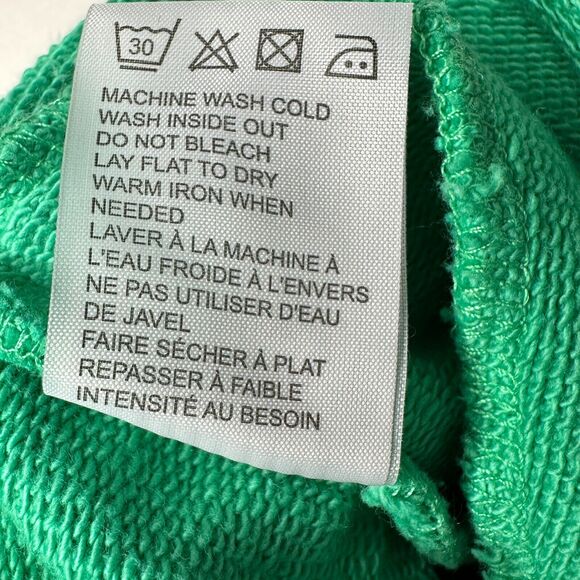 30
MACHINE WASH COLD
WASH INSIDE OUT
DO NOT BLEACH
LAY FLAT TO DRY
WARM IRON WHEN
NEEDED
LAVER À LA MACHINE À
L'EAU FROIDE À L'ENVERS
NE PAS UTILISER D'EAU
DE JAVEL
FAIRE SÉCHER À PLAT
REPASSER À FAIBLE
INTENSITÉ AU BESOIN